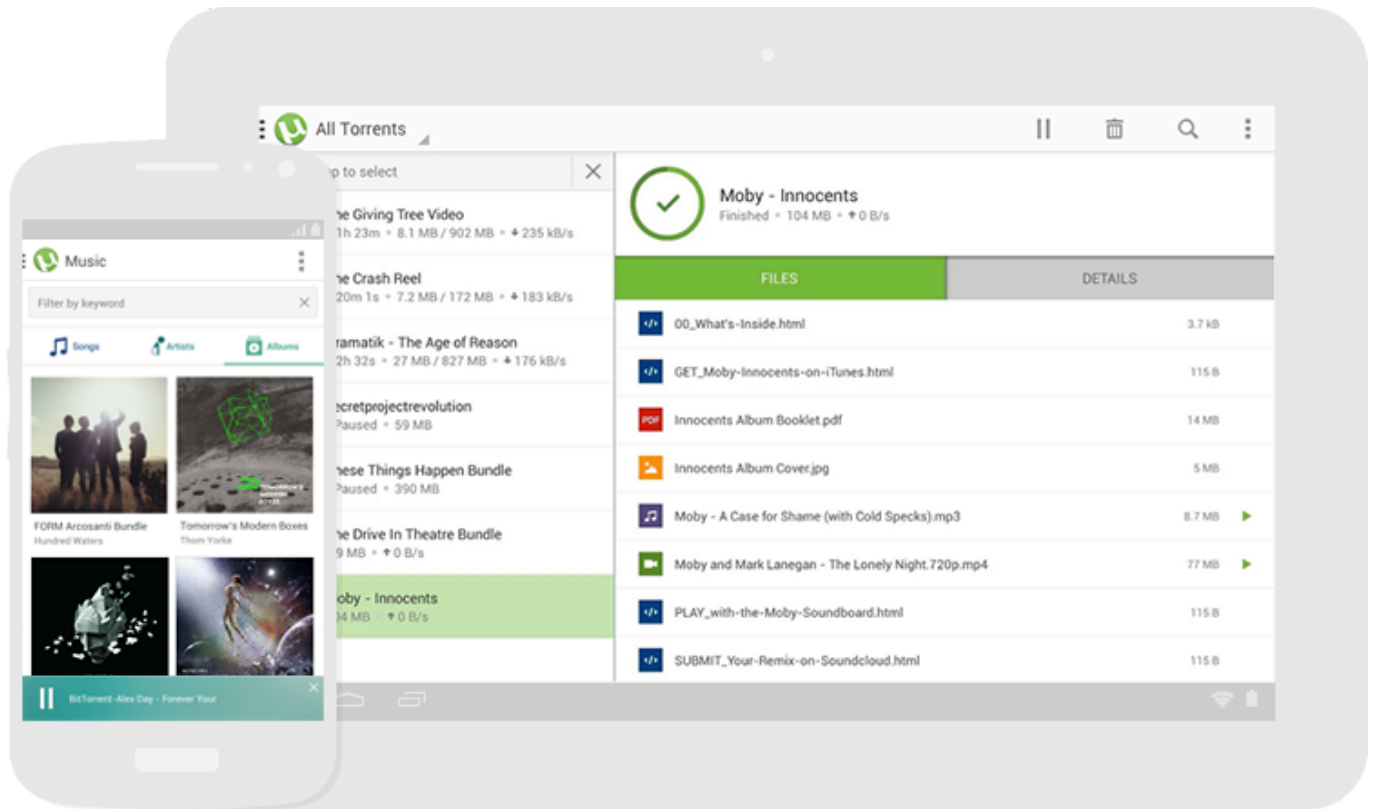 All Torrents
p to select
he Giving Tree Video
1h 23m • 8.1 MB / 902 MB • 235 kB/s
he Crash Reel
20m 1s • 7.2 MB / 172 MB • 183 kB/s
ramatik - The Age of Reason
2h 32s • 27 MB / 827 MB • 176 kB/s
ecretprojectrevolution
Paused • 59 MB
hese Things Happen Bundle
Paused • 390 MB
he Drive In Theatre Bundle
9 MB • 0 B/s
oby - Innocents
04 MB • 0 B/s
Moby - Innocents
Finished • 104 MB • 0 B/s
FILES
DETAILS
00_What's-Inside.html 3.7 kB
GET_Moby-Innocents-on-iTunes.html 115 B
PDF Innocents Album Booklet.pdf 14 MB
Innocents Album Cover.jpg 5 MB
Moby - A Case for Shame (with Cold Specks).mp3 8.7 MB
Moby and Mark Lanegan - The Lonely Night.720p.mp4 77 MB
PLAY_with-the-Moby-Soundboard.html 115 B
SUBMIT_Your-Remix-on-Soundcloud.html 115 B
Music
Filter by keyword
Songs
Artists
Albums
TOMORROW'S
MODERN
BOXES
FORM Arcosanti Bundle
Hundred Waters
Tomorrow's Modern Boxes
Thom Yorke
BitTorrent-Alex Day - Forever Your